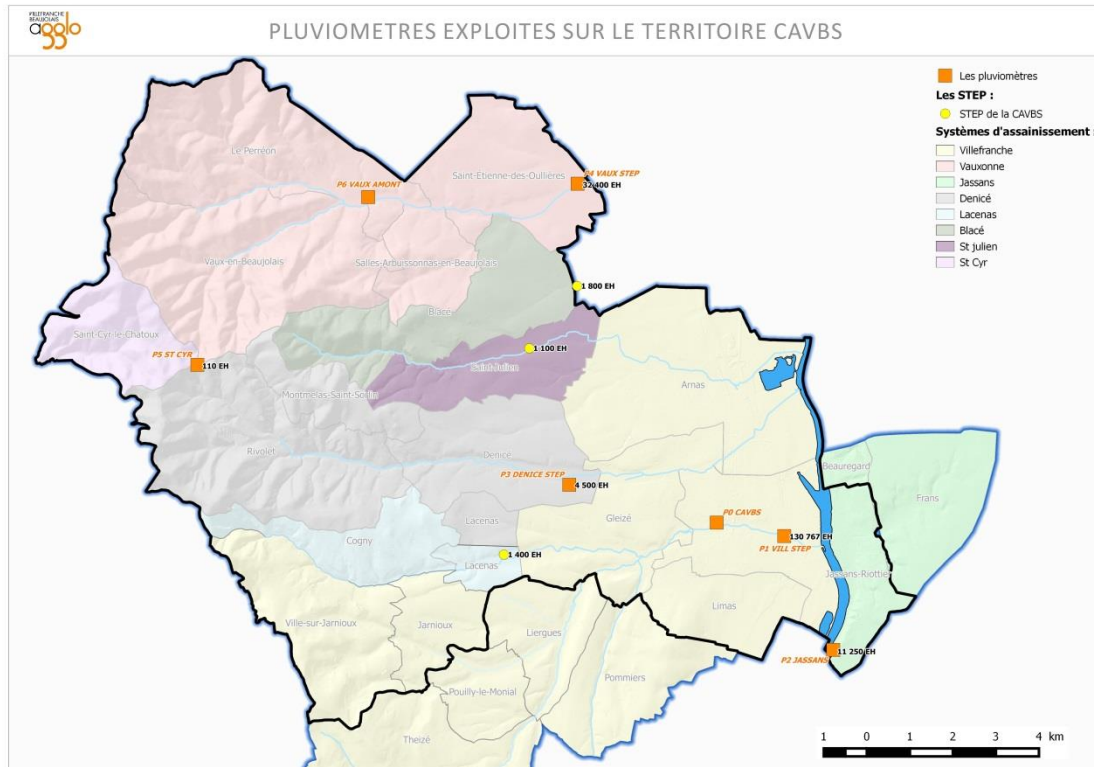 VILLEFRANCHE
BEAUJOLAIS
agglo
PLUVIOMETRES EXPLOITES SUR LE TERRITOIRE CAVBS
Les pluviomètres
Les STEP :
STEP de la CAVBS
Systèmes d'assainissement :
Villefranche
Vauxonne
Jassans
Denicé
Lacenas
Blacé
St julien
St Cyr
Le Perréon
Saint-Etienne-des-Oullières
P4 VAUX STEP
32 400 EH
P6 VAUX AMONT
Vaux-en-Beaujolais
Salles-Arbuissonnas-en-Beaujolais
1 800 EH
Blacé
Saint-Cyr-le-Chatoux
P5 ST CYR
110 EH
1 100 EH
Saint-Julien
Arnas
Montmelas-Saint-Sorlin
Rivolet
Denicé
Beauregard
Frans
P3 DENICE STEP
4 500 EH
Lacenas
Gleizé
P0 CAVBS
130 767 EH
P1 VILL STEP
Cogny
1 400 EH
Lacenas
Jassans-Riottier
Limas
Ville-sur-Jarnioux
Jarnioux
Liergues
11 250 EH
P2 JASSANS
Pommiers
Pouilly-le-Monial
Theizé
1 0 1 2 3 4 km